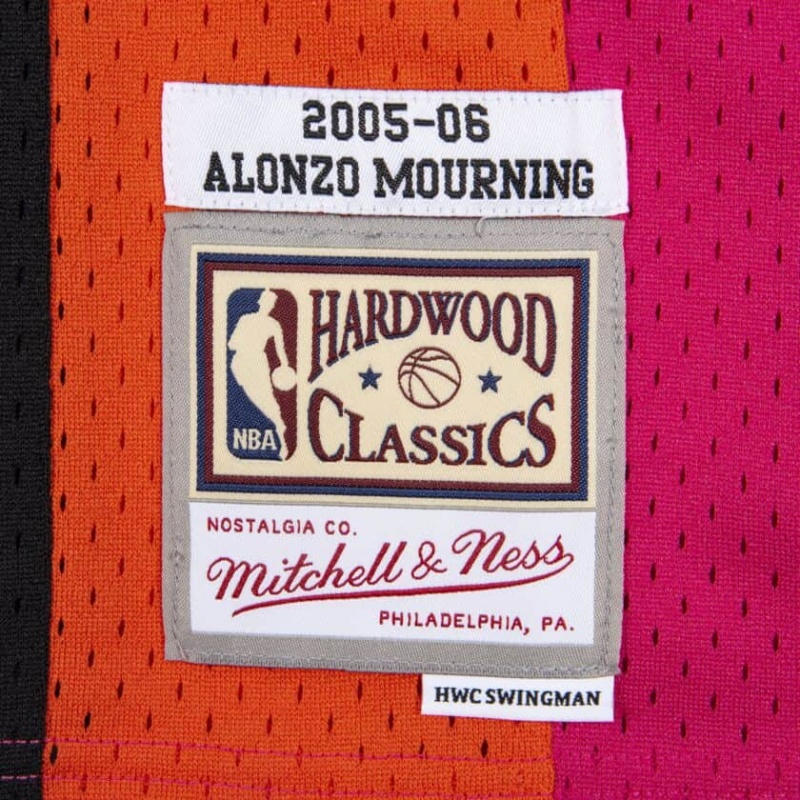 2005-06
ALONZO MOURNING
HARDWOOD
CLASSICS
NBA
NOSTALGIA CO.
Mitchell & Ness
PHILADELPHIA, PA.
HWC SWINGMAN